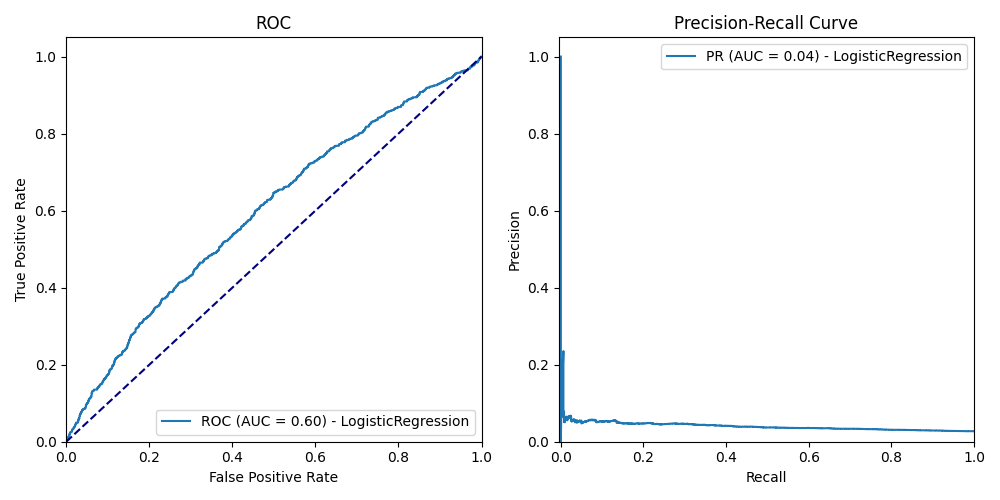 ROC
True Positive Rate
1.0
0.8
0.6
0.4
0.2
0.0
ROC (AUC = 0.60) - LogisticRegression
0.0 0.2 0.4 0.6 0.8 1.0
False Positive Rate
Precision-Recall Curve
PR (AUC = 0.04) - LogisticRegression
Precision
1.0
0.8
0.6
0.4
0.2
0.0
0.0 0.2 0.4 0.6 0.8 1.0
Recall